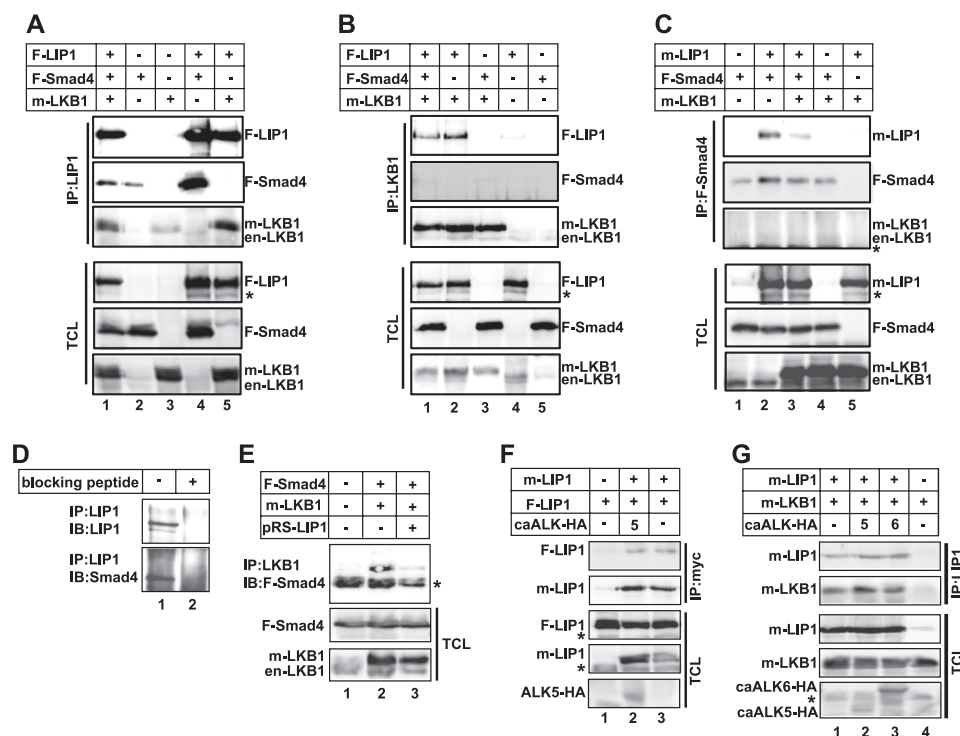 A
F-LIP1 + - - + +
F-Smad4 + + - + -
m-LKB1 + - + - +
IP:LIP1
F-LIP1
F-Smad4
m-LKB1
en-LKB1
TCL
F-LIP1
*
F-Smad4
m-LKB1
en-LKB1
1 2 3 4 5
B
F-LIP1 + + - + -
F-Smad4 + - + - +
m-LKB1 + + + - -
IP:LKB1
F-LIP1
F-Smad4
m-LKB1
en-LKB1
TCL
F-LIP1
*
F-Smad4
m-LKB1
en-LKB1
1 2 3 4 5
C
m-LIP1 - + + - +
F-Smad4 + + + + -
m-LKB1 - - + + +
IP:F-Smad4
m-LIP1
F-Smad4
m-LKB1
en-LKB1
*
TCL
m-LIP1
*
F-Smad4
m-LKB1
en-LKB1
1 2 3 4 5
D
blocking peptide - +
IP:LIP1
IB:LIP1
IP:LIP1
IB:Smad4
1 2
E
F-Smad4 - + +
m-LKB1 - + +
pRS-LIP1 - - +
IP:LKB1
IB:F-Smad4
*
F-Smad4
m-LKB1
en-LKB1
TCL
1 2 3
F
m-LIP1 - + +
F-LIP1 + + +
caALK-HA - 5 -
F-LIP1
m-LIP1
IP:myc
F-LIP1
*
m-LIP1
*
ALK5-HA
TCL
1 2 3
G
m-LIP1 + + + -
m-LKB1 + + + +
caALK-HA - 5 6 -
m-LIP1
m-LKB1
IP:LIP1
m-LIP1
m-LKB1
caALK6-HA
*
caALK5-HA
TCL
1 2 3 4